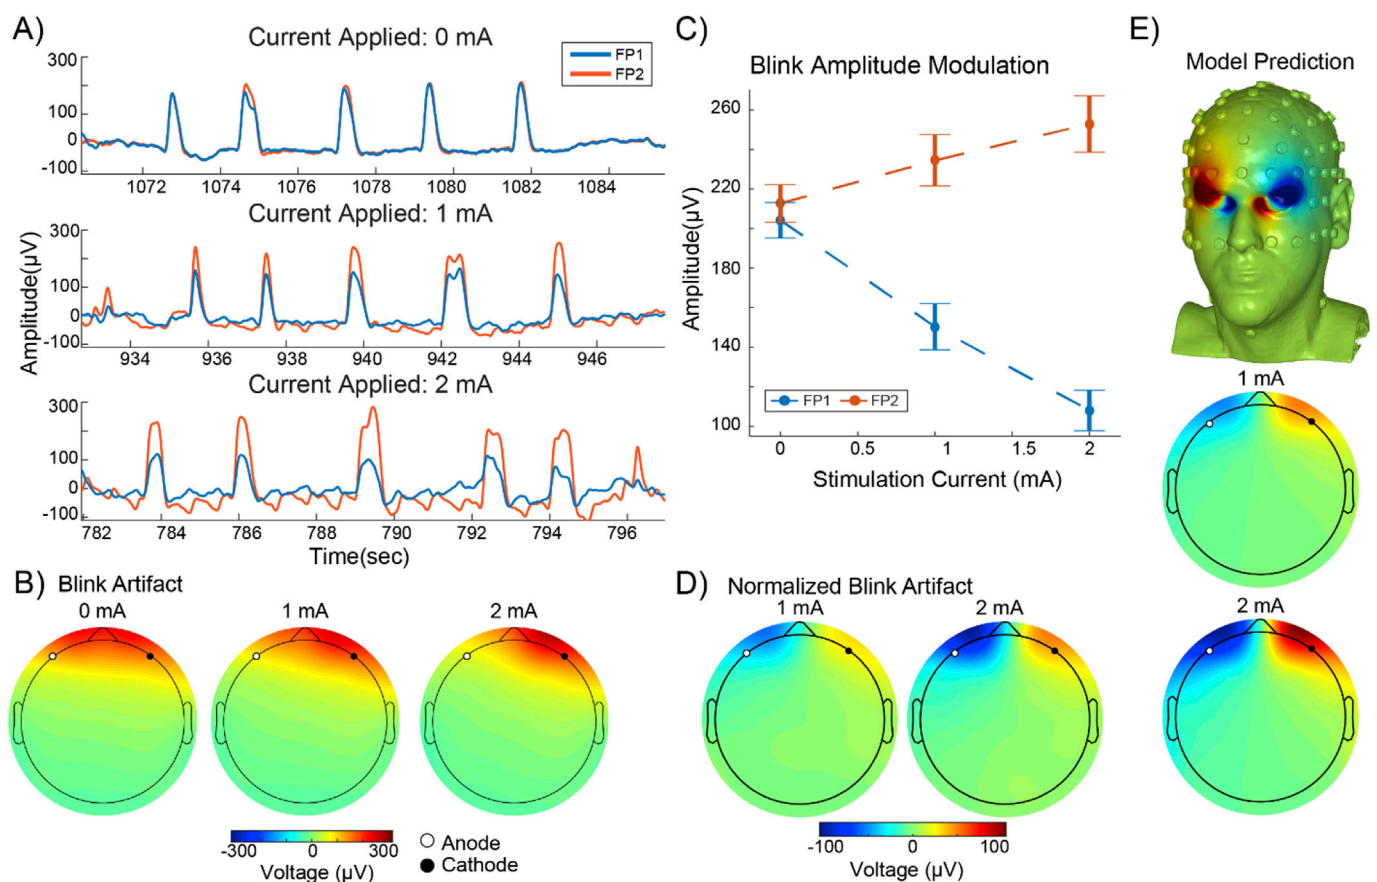 A)
Current Applied: 0 mA
FP1
FP2
300
100
0
-100
1072 1074 1076 1078 1080 1082 1084
Current Applied: 1 mA
300
100
0
-100
934 936 938 940 942 944 946
Current Applied: 2 mA
300
100
0
-100
782 784 786 788 790 792 794 796
Amplitude(µV)
Time(sec)
C)
Blink Amplitude Modulation
260
220
180
140
100
Amplitude(µV)
FP1 FP2
0 0.5 1 1.5 2
Stimulation Current (mA)
E)
Model Prediction
1 mA
2 mA
B) Blink Artifact
0 mA 1 mA 2 mA
-300 0 300
Voltage (µV)
Anode
Cathode
D) Normalized Blink Artifact
1 mA 2 mA
-100 0 100
Voltage (µV)